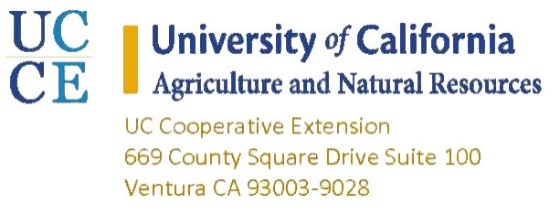 UC
CE
University of California
Agriculture and Natural Resources
UC Cooperative Extension
669 County Square Drive Suite 100
Ventura CA 93003-9028